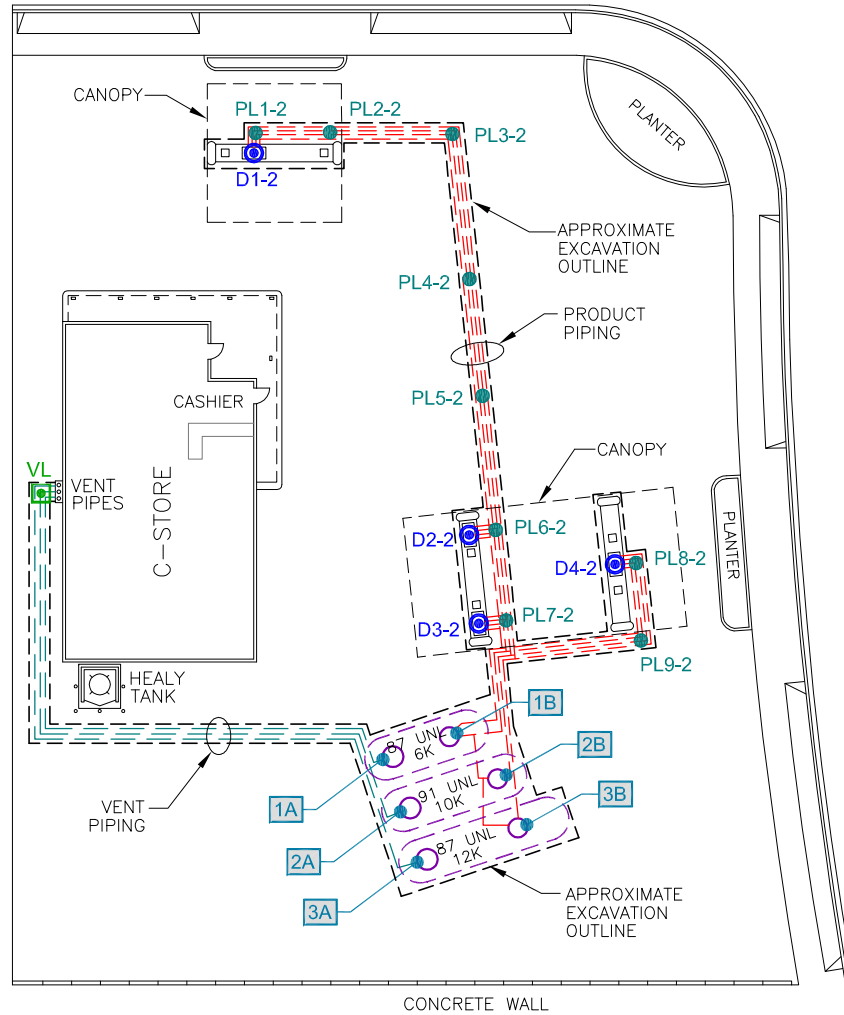 CANOPY
PL1-2
PL2-2
PL3-2
PLANTER
D1-2
APPROXIMATE
EXCAVATION
OUTLINE
PL4-2
PRODUCT
PIPING
PL5-2
CASHIER
C-STORE
CANOPY
VL
VENT
PIPES
PL6-2
D2-2
D4-2
PL8-2
PLANTER
D3-2
PL7-2
PL9-2
HEALY
TANK
1B
87 UNL
6K
2B
1A
91 UNL
10K
3B
VENT
PIPING
2A
87 UNL
12K
3A
APPROXIMATE
EXCAVATION
OUTLINE
CONCRETE WALL